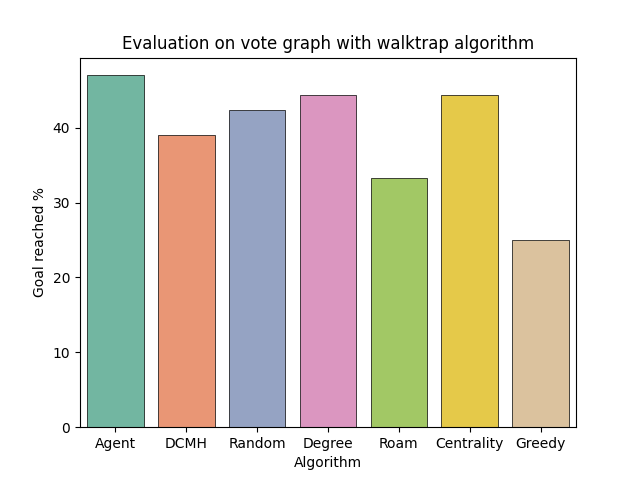 Evaluation on vote graph with walktrap algorithm
Goal reached %
40
30
20
10
0
Agent DCMH Random Degree Roam Centrality Greedy
Algorithm